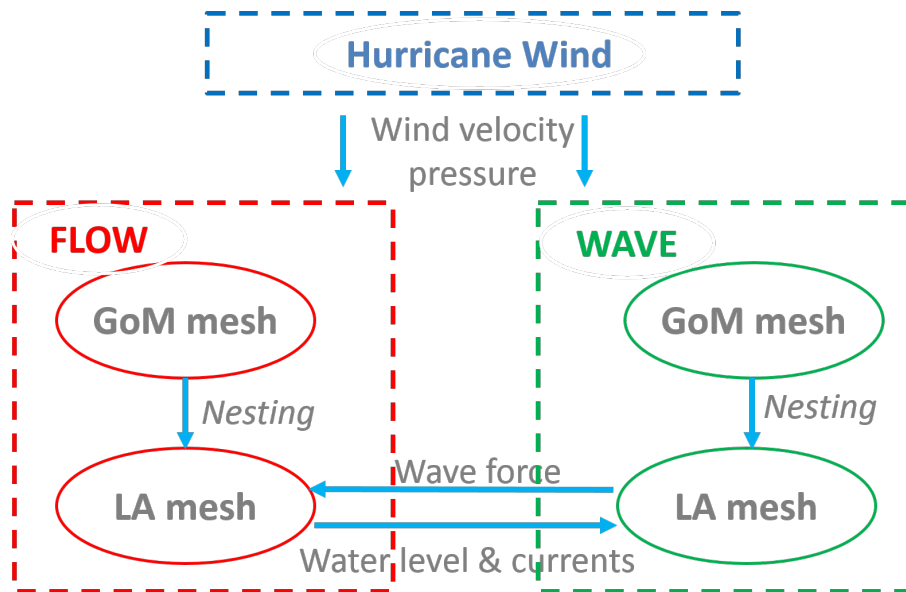 Hurricane Wind
Wind velocity
pressure
FLOW
WAVE
GoM mesh
GoM mesh
Nesting
Nesting
Wave force
LA mesh
LA mesh
Water level & currents